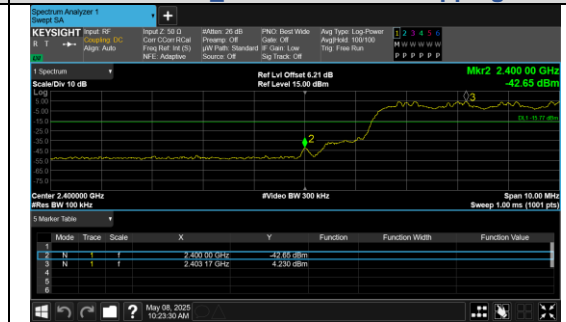 Spectrum Analyzer 1
Swept SA
KEYSIGHT Input: RF Input Z: 50 Ω #Atten: 26 dB PNO: Best Wide Avg Type: Log-Power 1 2 3 4 5 6
R T Coupling: DC Corr CCorr RCal Preamp: Off Gate: Off Avg|Hold: 100/100 M W W W W W
Align: Auto Freq Ref: Int (S) µW Path: Standard IF Gain: Low Trig: Free Run
NFE: Adaptive Source: Off Sig Track: Off P P P P P P
1 Spectrum Ref Lvl Offset 6.21 dB Mkr2 2.400 00 GHz
Scale/Div 10 dB Ref Level 15.00 dBm -42.65 dBm
Log
3
5.00
-5.00
-15.0 DL1 -15.77 dBm
-25.0
-35.0
2
-45.0
-55.0
-65.0
-75.0
Center 2.400000 GHz #Video BW 300 kHz Span 10.00 MHz
#Res BW 100 kHz Sweep 1.00 ms (1001 pts)
5 Marker Table
Mode Trace Scale X Y Function Function Width Function Value
1
2 N 1 f 2.400 00 GHz -42.65 dBm
3 N 1 f 2.403 17 GHz 4.230 dBm
4
5
6
? May 08, 2025
10:23:30 AM